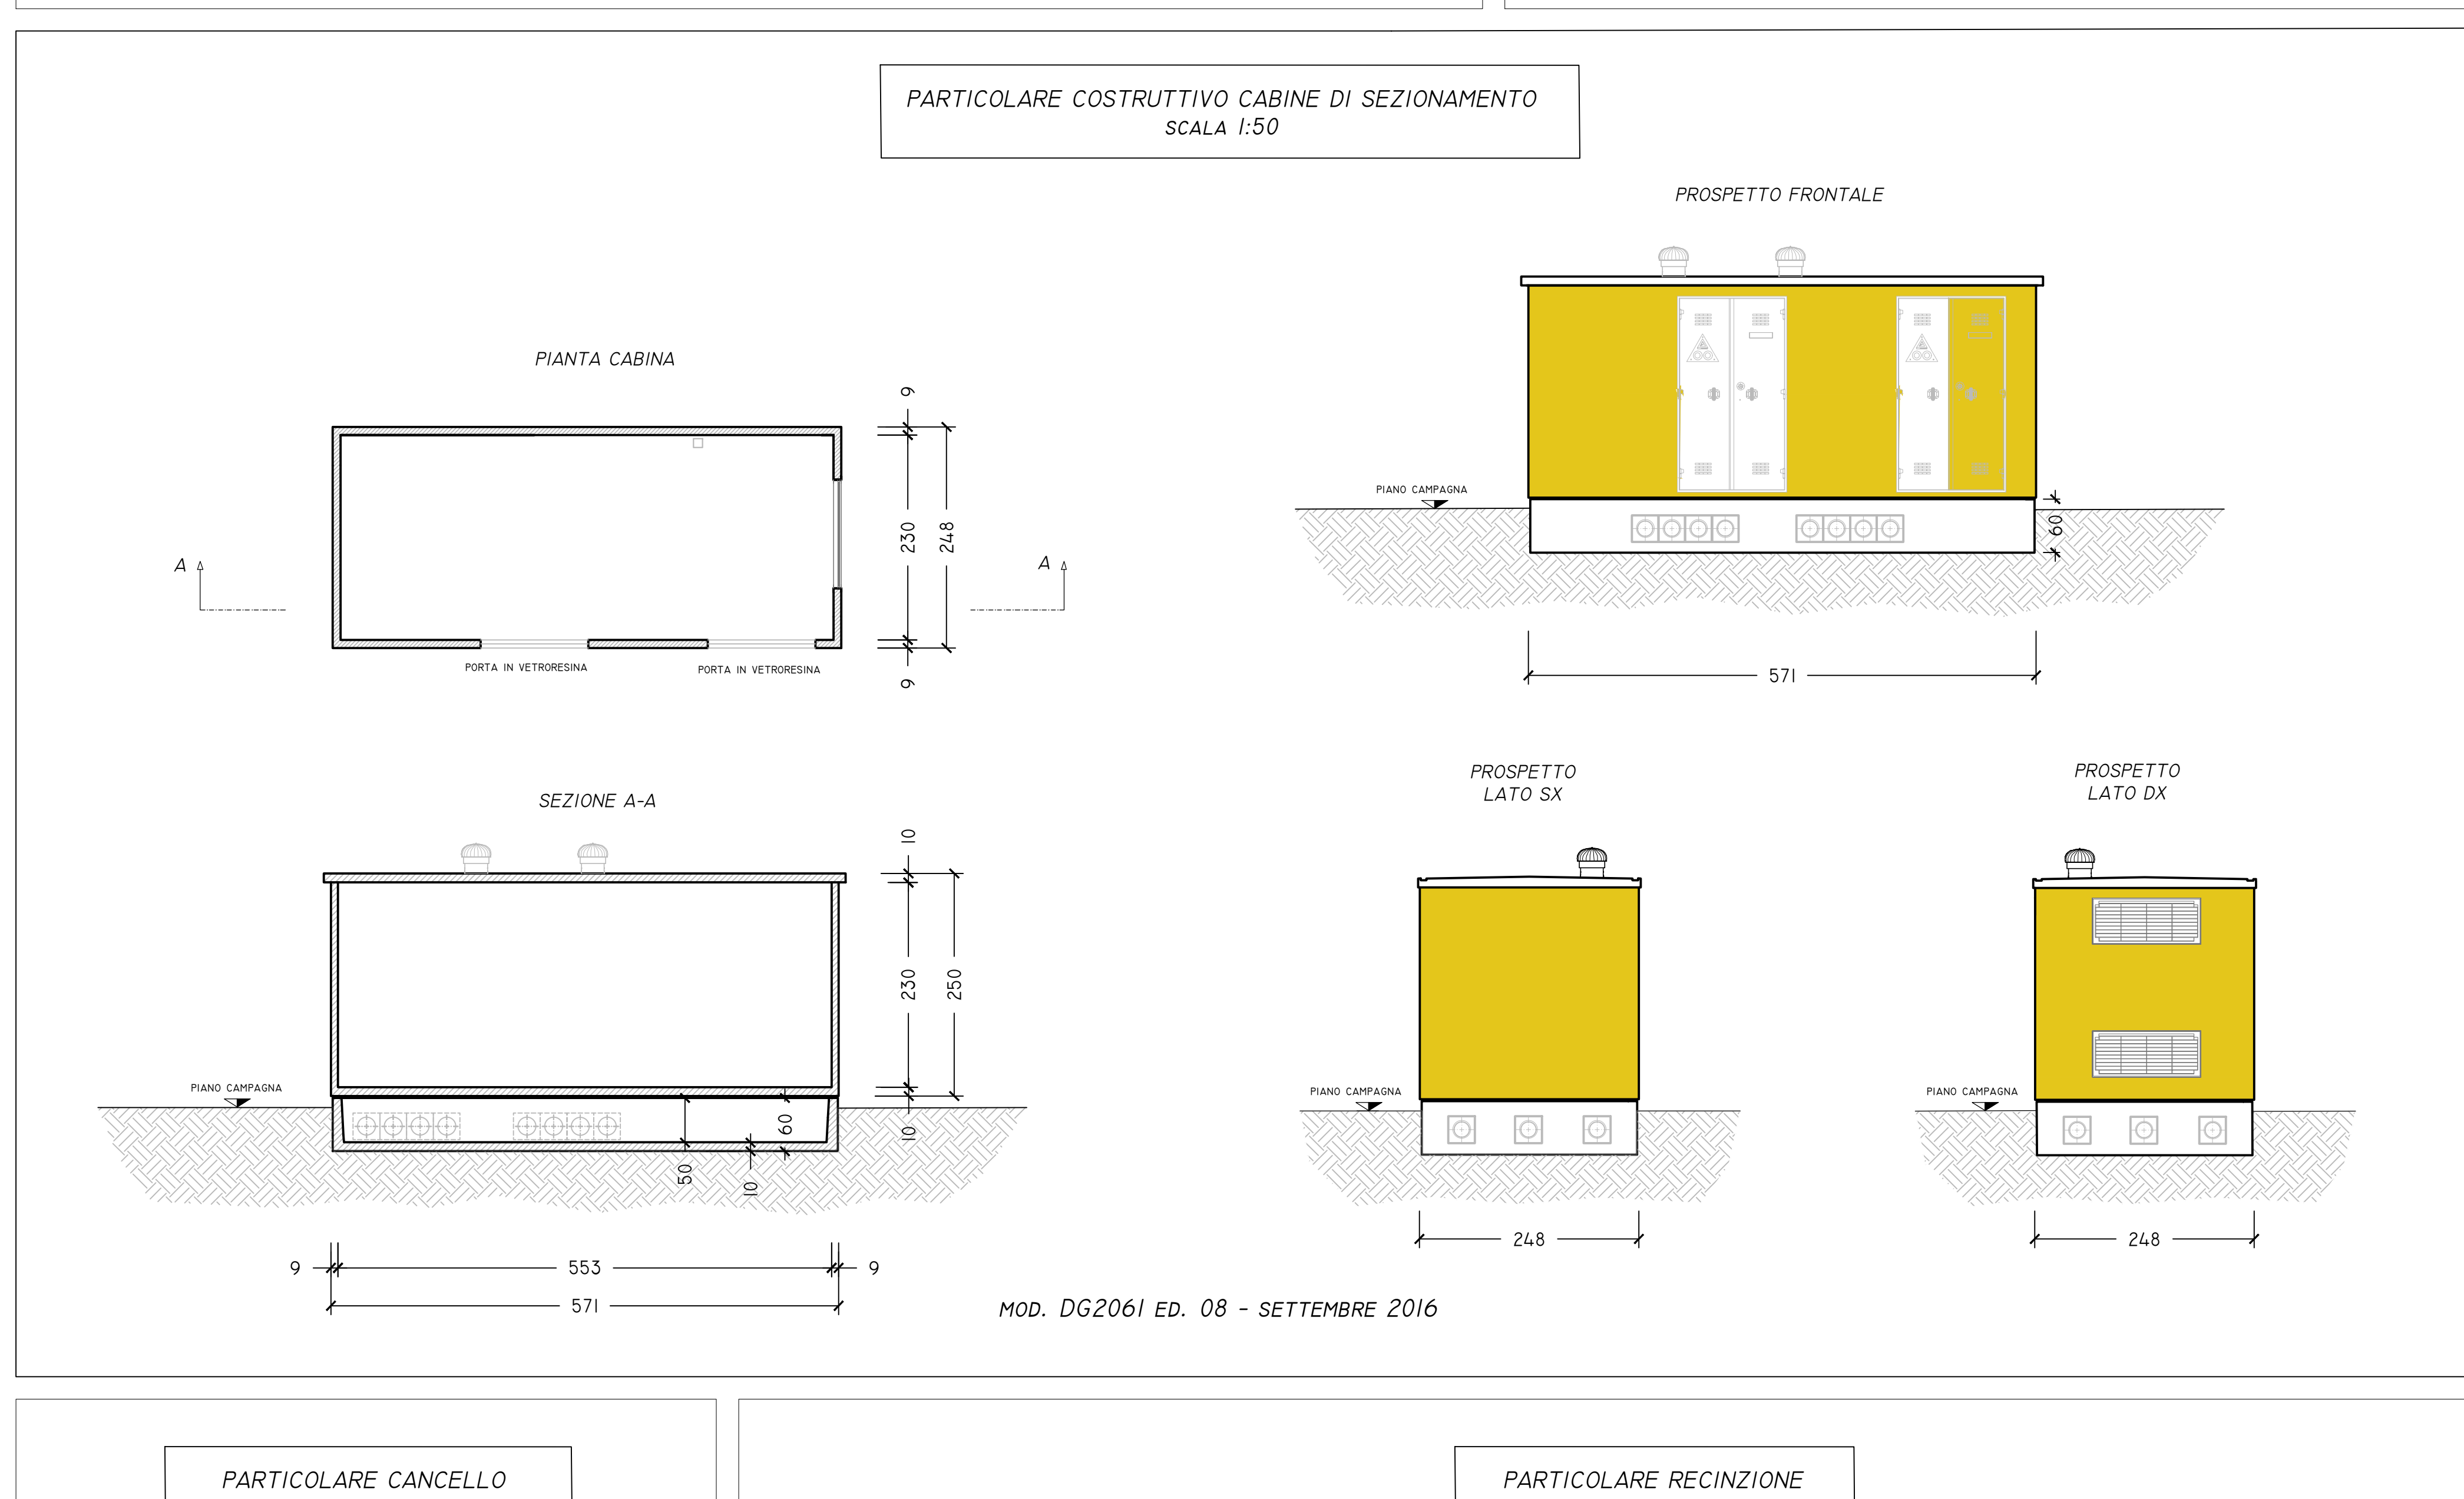 PARTICOLARE COSTRUTTIVO CABINE DI SEZIONAMENTO
SCALA 1:50
PROSPETTO FRONTALE
PIANO CAMPAGNA
60
571
PIANTA CABINA
9
230
248
9
A
A
PORTA IN VETRORESINA
PORTA IN VETRORESINA
SEZIONE A-A
10
230
250
10
PIANO CAMPAGNA
60
50
10
9
553
9
571
PROSPETTO
LATO SX
PIANO CAMPAGNA
248
PROSPETTO
LATO DX
PIANO CAMPAGNA
248
MOD. DG2061 ED. 08 - SETTEMBRE 2016
PARTICOLARE CANCELLO
PARTICOLARE RECINZIONE